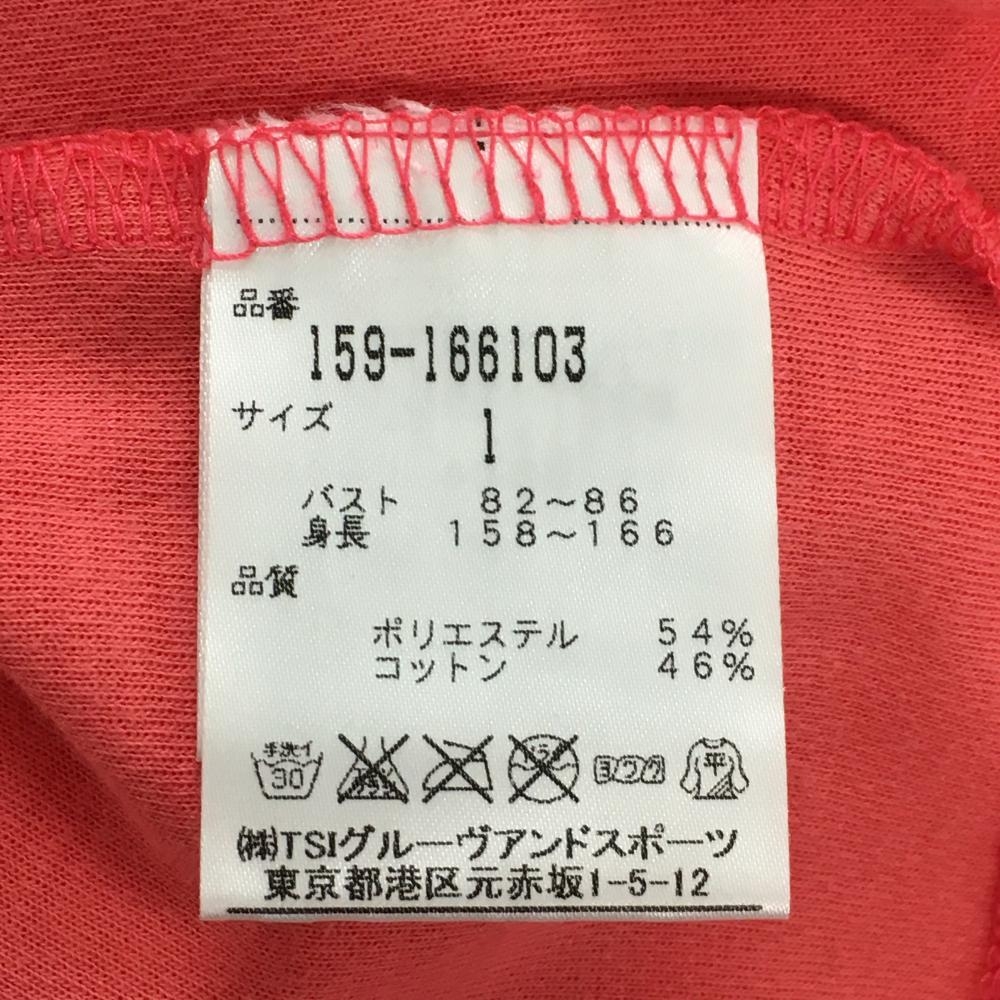 品番
159-166103
サイズ
1
バスト 82～86
身長 158～166
品質
ポリエステル 54%
コットン 46%
手洗イ 30 ドライ ヨワク 平
(株)TSIグルーヴアンドスポーツ
東京都港区元赤坂1-5-12